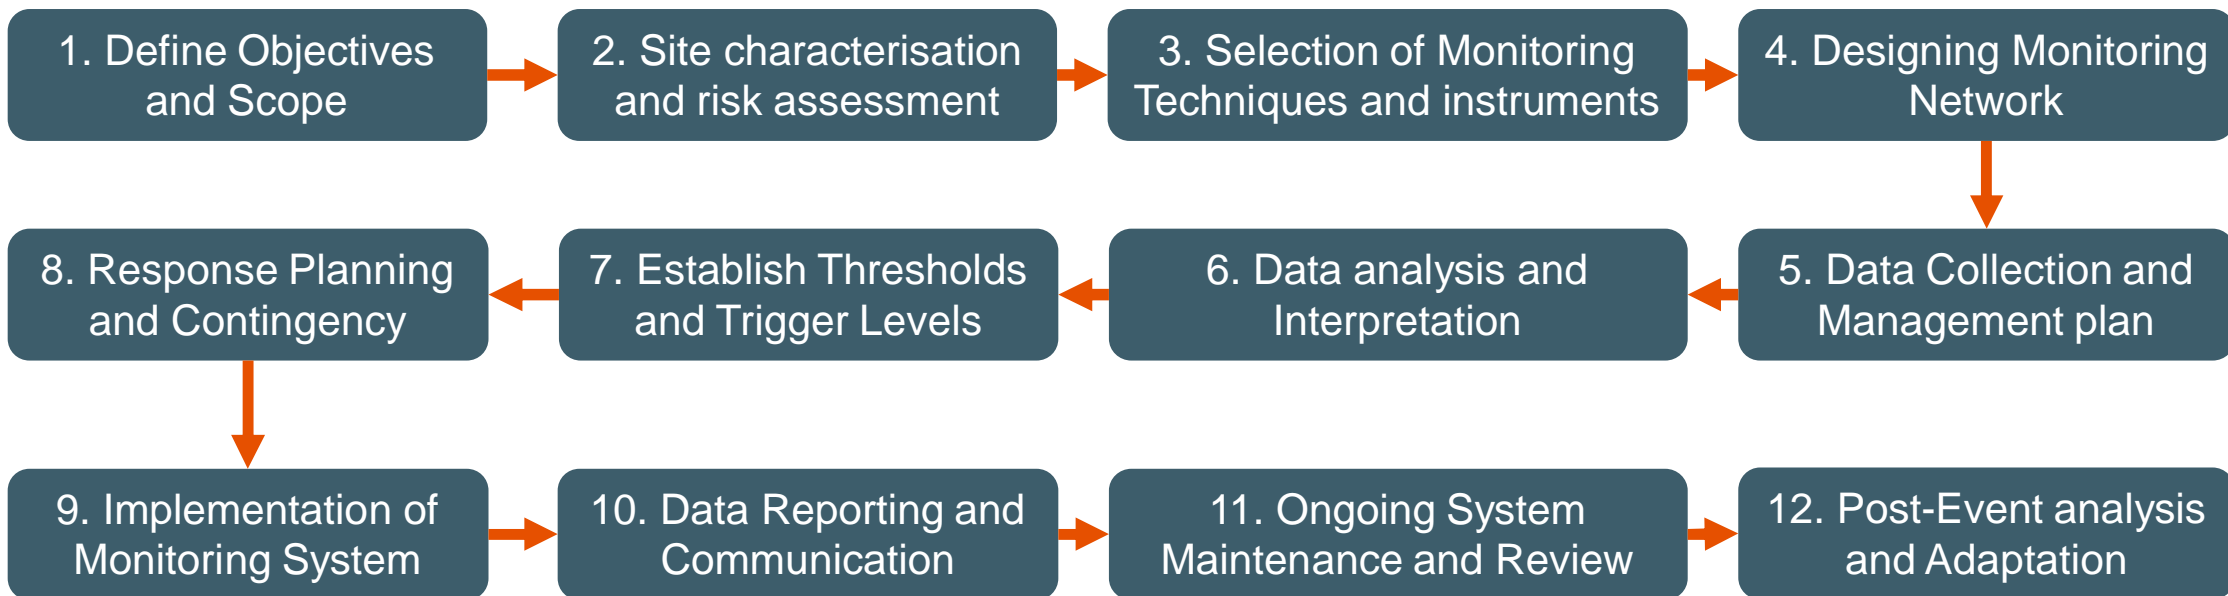 1. Define Objectives
and Scope
2. Site characterisation
and risk assessment
3. Selection of Monitoring
Techniques and instruments
4. Designing Monitoring
Network
5. Data Collection and
Management plan
6. Data analysis and
Interpretation
7. Establish Thresholds
and Trigger Levels
8. Response Planning
and Contingency
9. Implementation of
Monitoring System
10. Data Reporting and
Communication
11. Ongoing System
Maintenance and Review
12. Post-Event analysis
and Adaptation